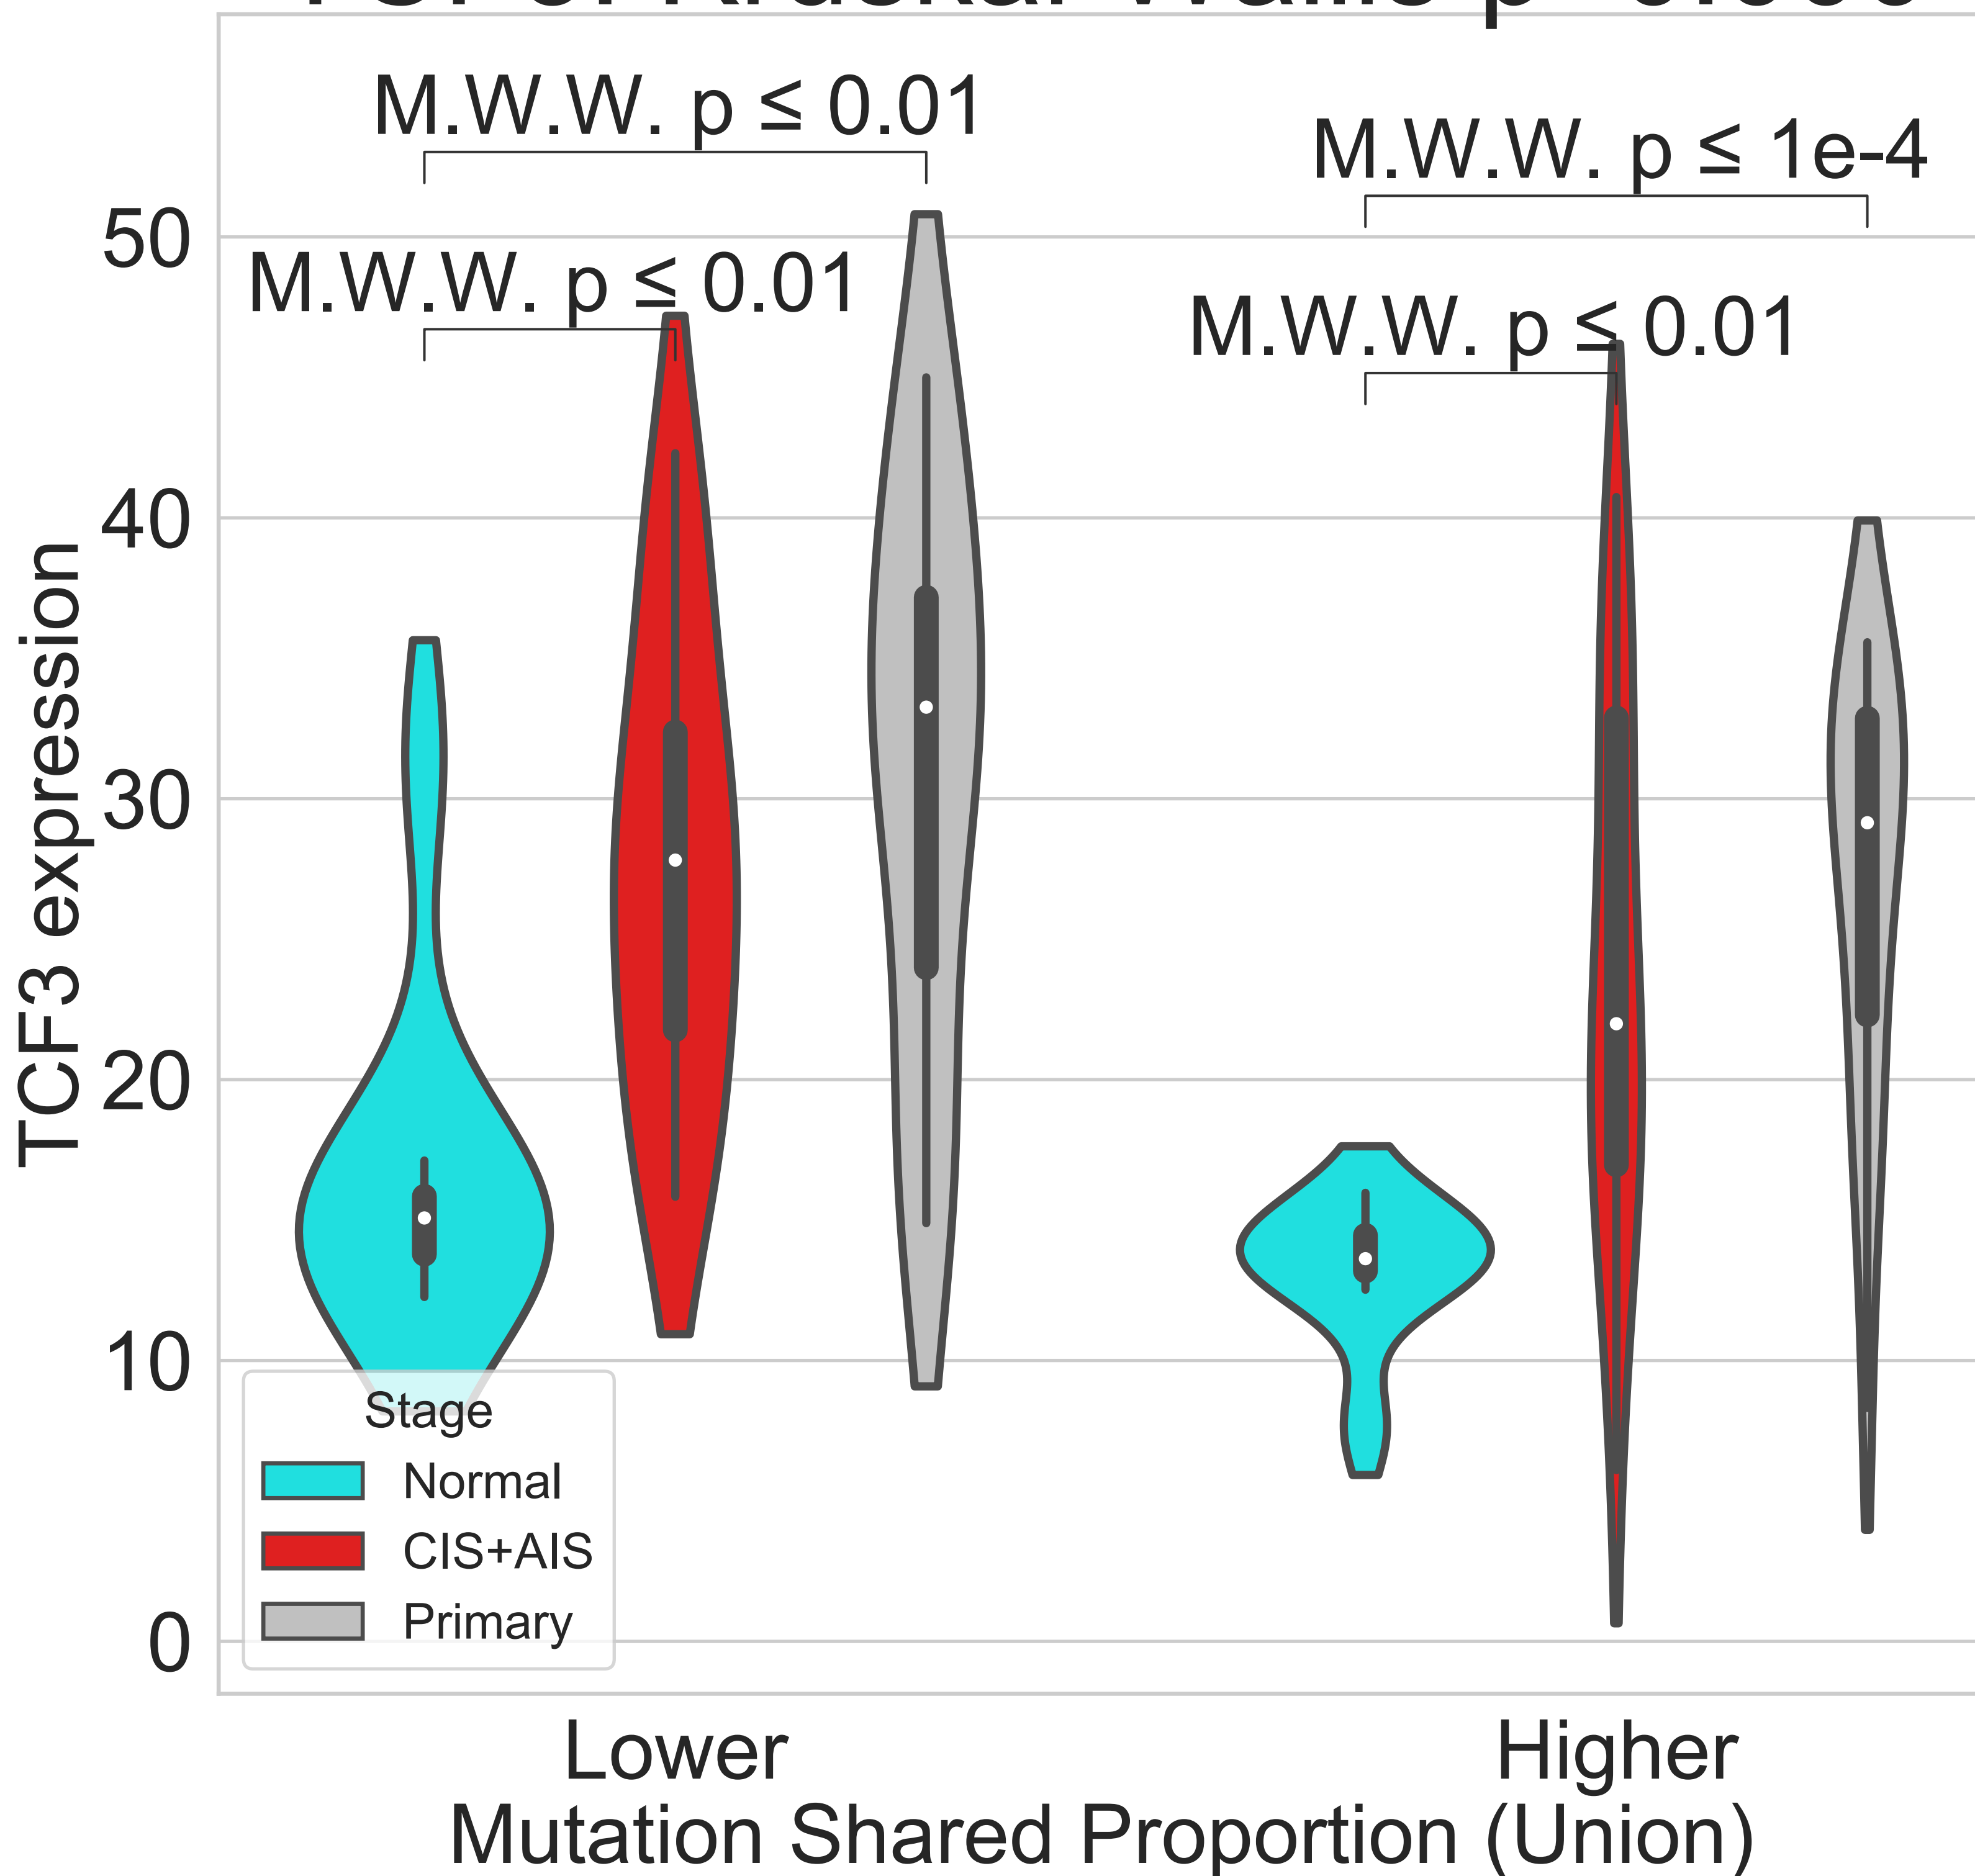 M.W.W. p ≤ 0.01
M.W.W. p ≤ 1e-4
M.W.W. p ≤ 0.01
M.W.W. p ≤ 0.01
TCF3 expression
50
40
30
20
10
0
Stage
Normal
CIS+AIS
Primary
Lower
Higher
Mutation Shared Proportion (Union)